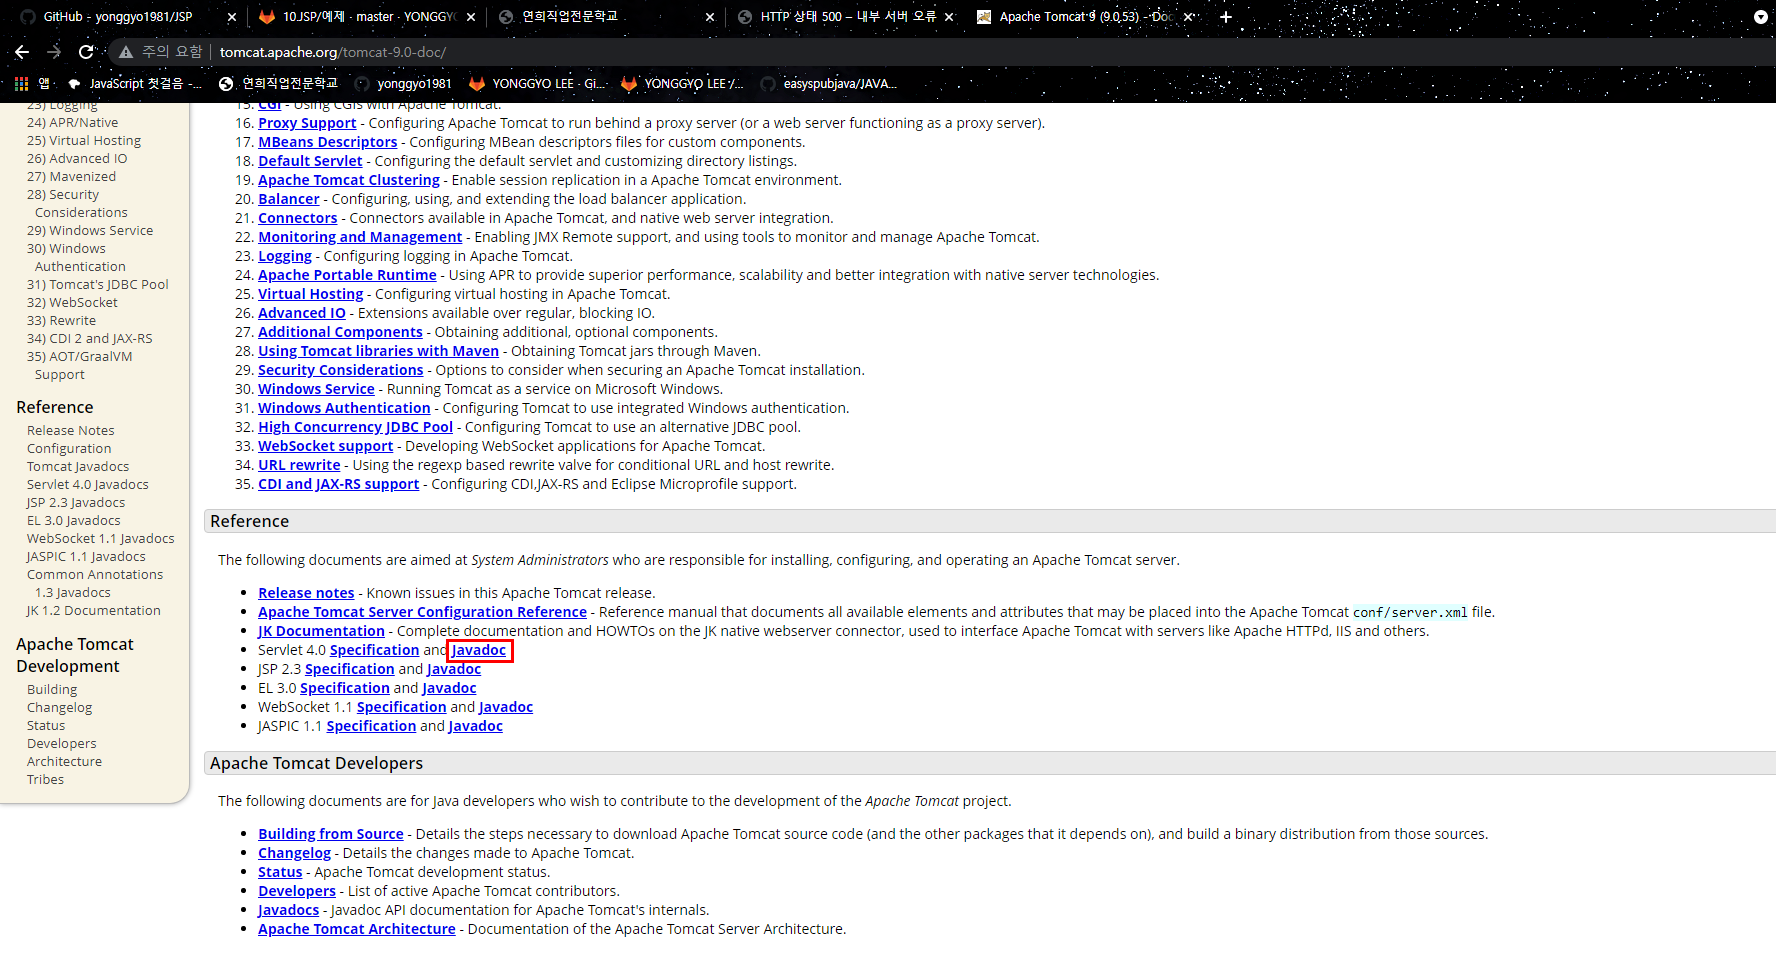 GitHub - yonggyo1981/JSP
10.JSP/예제 · master · YONGGY
연희직업전문학교
HTTP 상태 500 – 내부 서버 오류
Apache Tomcat 9 (9.0.53) - Doc
주의 요함 | tomcat.apache.org/tomcat-9.0-doc/
앱
JavaScript 첫걸음 -...
연희직업전문학교
yonggyo1981
YONGGYO LEE · Gi...
YONGGYO LEE / ...
easyspubjava/JAVA...
23) Logging
24) APR/Native
25) Virtual Hosting
26) Advanced IO
27) Mavenized
28) Security
Considerations
29) Windows Service
30) Windows
Authentication
31) Tomcat's JDBC Pool
32) WebSocket
33) Rewrite
34) CDI 2 and JAX-RS
35) AOT/GraalVM
Support
Reference
Release Notes
Configuration
Tomcat Javadocs
Servlet 4.0 Javadocs
JSP 2.3 Javadocs
EL 3.0 Javadocs
WebSocket 1.1 Javadocs
JASPIC 1.1 Javadocs
Common Annotations
1.3 Javadocs
JK 1.2 Documentation
Apache Tomcat
Development
Building
Changelog
Status
Developers
Architecture
Tribes
15. CGI - Using CGIs with Apache Tomcat.
16. Proxy Support - Configuring Apache Tomcat to run behind a proxy server (or a web server functioning as a proxy server).
17. MBeans Descriptors - Configuring MBean descriptors files for custom components.
18. Default Servlet - Configuring the default servlet and customizing directory listings.
19. Apache Tomcat Clustering - Enable session replication in a Apache Tomcat environment.
20. Balancer - Configuring, using, and extending the load balancer application.
21. Connectors - Connectors available in Apache Tomcat, and native web server integration.
22. Monitoring and Management - Enabling JMX Remote support, and using tools to monitor and manage Apache Tomcat.
23. Logging - Configuring logging in Apache Tomcat.
24. Apache Portable Runtime - Using APR to provide superior performance, scalability and better integration with native server technologies.
25. Virtual Hosting - Configuring virtual hosting in Apache Tomcat.
26. Advanced IO - Extensions available over regular, blocking IO.
27. Additional Components - Obtaining additional, optional components.
28. Using Tomcat libraries with Maven - Obtaining Tomcat jars through Maven.
29. Security Considerations - Options to consider when securing an Apache Tomcat installation.
30. Windows Service - Running Tomcat as a service on Microsoft Windows.
31. Windows Authentication - Configuring Tomcat to use integrated Windows authentication.
32. High Concurrency JDBC Pool - Configuring Tomcat to use an alternative JDBC pool.
33. WebSocket support - Developing WebSocket applications for Apache Tomcat.
34. URL rewrite - Using the regexp based rewrite valve for conditional URL and host rewrite.
35. CDI and JAX-RS support - Configuring CDI,JAX-RS and Eclipse Microprofile support.
Reference
The following documents are aimed at System Administrators who are responsible for installing, configuring, and operating an Apache Tomcat server.
• Release notes - Known issues in this Apache Tomcat release.
• Apache Tomcat Server Configuration Reference - Reference manual that documents all available elements and attributes that may be placed into the Apache Tomcat conf/server.xml file.
• JK Documentation - Complete documentation and HOWTOs on the JK native webserver connector, used to interface Apache Tomcat with servers like Apache HTTPd, IIS and others.
• Servlet 4.0 Specification and Javadoc
• JSP 2.3 Specification and Javadoc
• EL 3.0 Specification and Javadoc
• WebSocket 1.1 Specification and Javadoc
• JASPIC 1.1 Specification and Javadoc
Apache Tomcat Developers
The following documents are for Java developers who wish to contribute to the development of the Apache Tomcat project.
• Building from Source - Details the steps necessary to download Apache Tomcat source code (and the other packages that it depends on), and build a binary distribution from those sources.
• Changelog - Details the changes made to Apache Tomcat.
• Status - Apache Tomcat development status.
• Developers - List of active Apache Tomcat contributors.
• Javadocs - Javadoc API documentation for Apache Tomcat's internals.
• Apache Tomcat Architecture - Documentation of the Apache Tomcat Server Architecture.